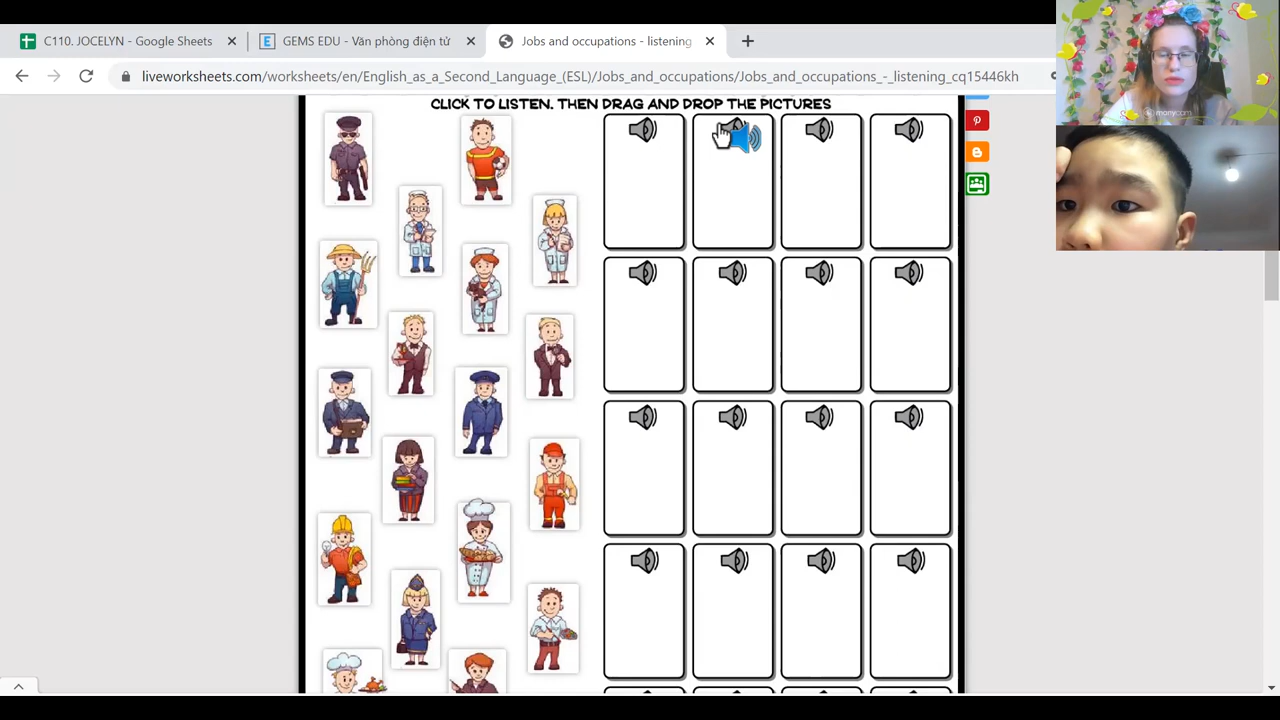 C110. JOCELYN - Google Sheets
GEMS EDU - Văn phòng điện tử
Jobs and occupations - listening
liveworksheets.com/worksheets/en/English_as_a_Second_Language_(ESL)/Jobs_and_occupations/Jobs_and_occupations_-_listening_cq15446kh
CLICK TO LISTEN. THEN DRAG AND DROP THE PICTURES
manycam